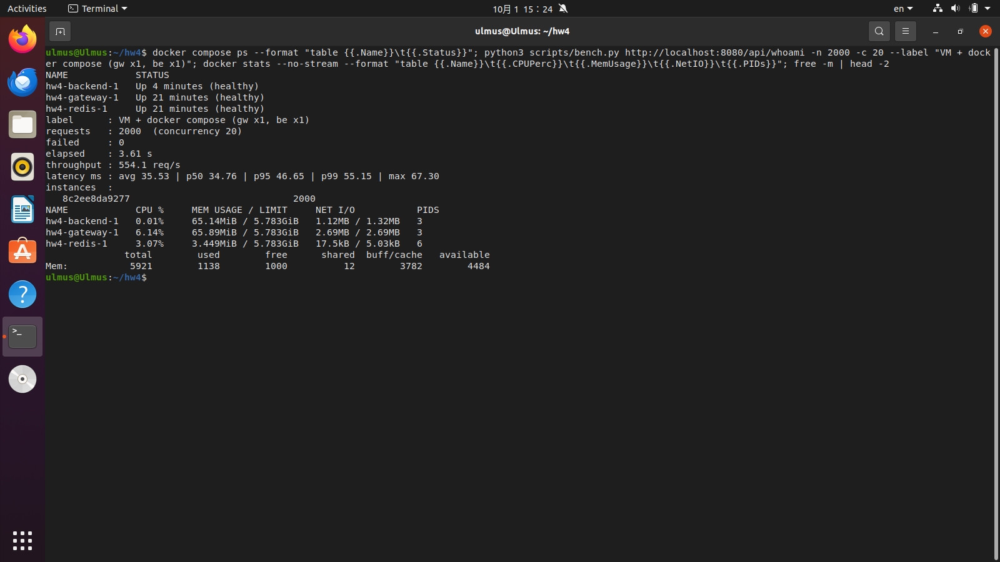 Activities
Terminal
10月 1 15：24
en
ulmus@Ulmus: ~/hw4
ulmus@Ulmus:~/hw4$ docker compose ps --format "table {{.Name}}\t{{.Status}}"; python3 scripts/bench.py http://localhost:8080/api/whoami -n 2000 -c 20 --label "VM + dock
er compose (gw x1, be x1)"; docker stats --no-stream --format "table {{.Name}}\t{{.CPUPerc}}\t{{.MemUsage}}\t{{.NetIO}}\t{{.PIDs}}"; free -m | head -2
NAME            STATUS
hw4-backend-1   Up 4 minutes (healthy)
hw4-gateway-1   Up 21 minutes (healthy)
hw4-redis-1     Up 21 minutes (healthy)
label      : VM + docker compose (gw x1, be x1)
requests   : 2000  (concurrency 20)
failed     : 0
elapsed    : 3.61 s
throughput : 554.1 req/s
latency ms : avg 35.53 | p50 34.76 | p95 46.65 | p99 55.15 | max 67.30
instances  :
   8c2ee8da9277                             2000
NAME            CPU %     MEM USAGE / LIMIT     NET I/O           PIDS
hw4-backend-1   0.01%     65.14MiB / 5.783GiB   1.12MB / 1.32MB   3
hw4-gateway-1   6.14%     65.89MiB / 5.783GiB   2.69MB / 2.69MB   3
hw4-redis-1     3.07%     3.449MiB / 5.783GiB   17.5kB / 5.03kB   6
              total        used        free      shared  buff/cache   available
Mem:           5921        1138        1000          12        3782        4484
ulmus@Ulmus:~/hw4$